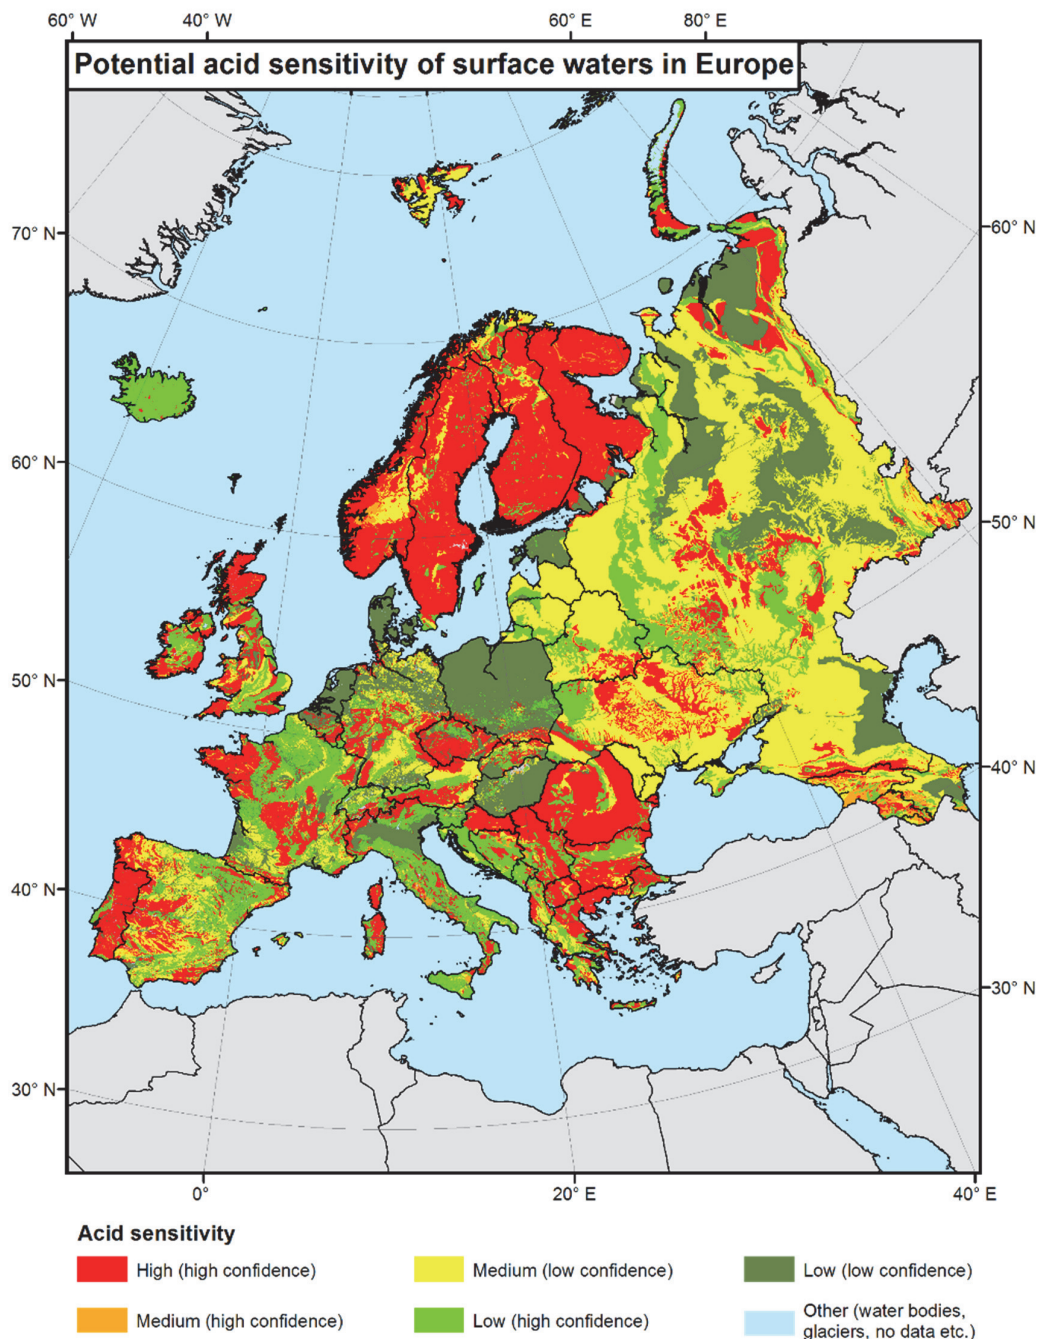 60° W
40° W
60° E
80° E
Potential acid sensitivity of surface waters in Europe
70° N
60° N
60° N
50° N
50° N
40° N
40° N
30° N
30° N
0°
20° E
40° E
Acid sensitivity
High (high confidence)
Medium (low confidence)
Low (low confidence)
Medium (high confidence)
Low (high confidence)
Other (water bodies,
glaciers, no data etc.)